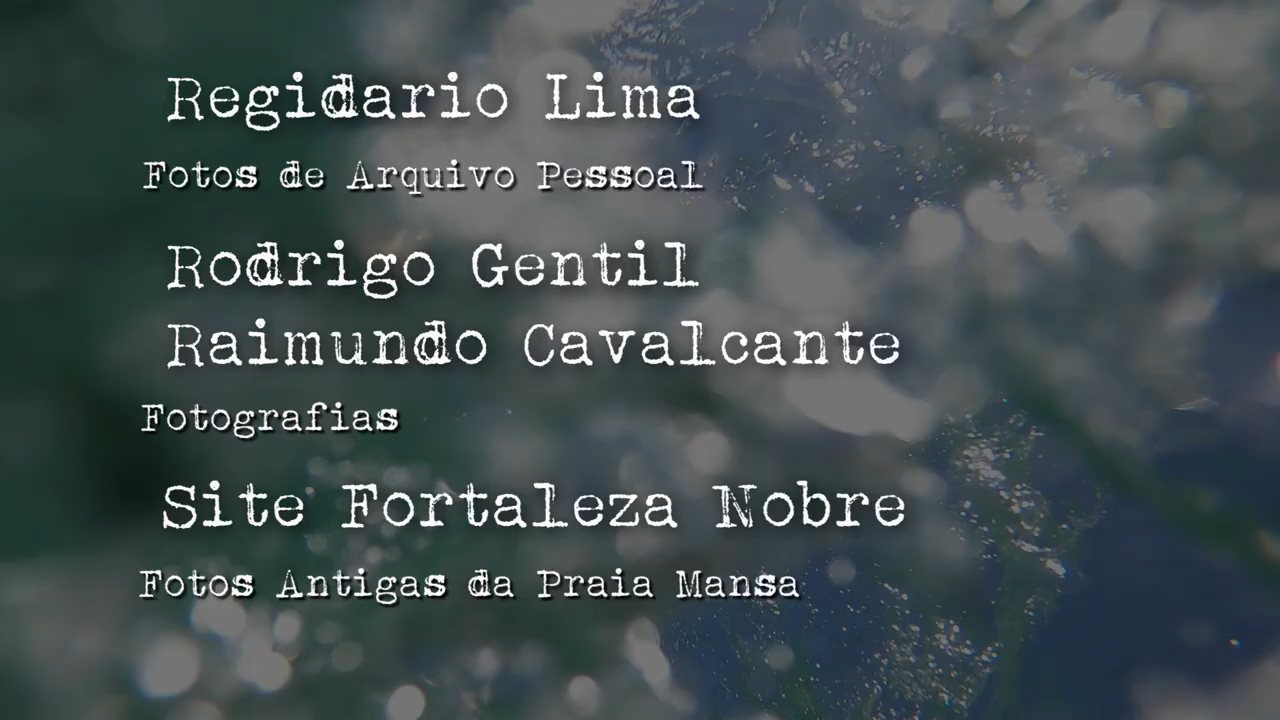 Regidario Lima
Fotos de Arquivo Pessoal
Rodrigo Gentil
Raimundo Cavalcante
Fotografias
Site Fortaleza Nobre
Fotos Antigas da Praia Mansa